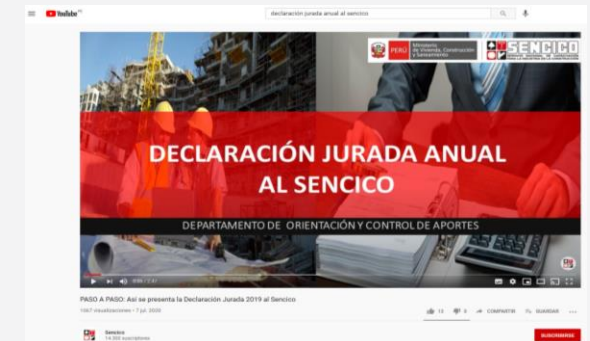 YouTube
declaración jurada anual al sencico
PERÚ
Ministerio
de Vivienda, Construcción
y Saneamiento
SENCICO
DECLARACIÓN JURADA ANUAL
AL SENCICO
DEPARTAMENTO DE ORIENTACIÓN Y CONTROL DE APORTES
PASO A PASO: Así se presenta la Declaración Jurada 2019 al Sencico
1067 visualizaciones • 7 jul. 2020
COMPARTIR
GUARDAR
Sencico
SUSCRIBIRSE